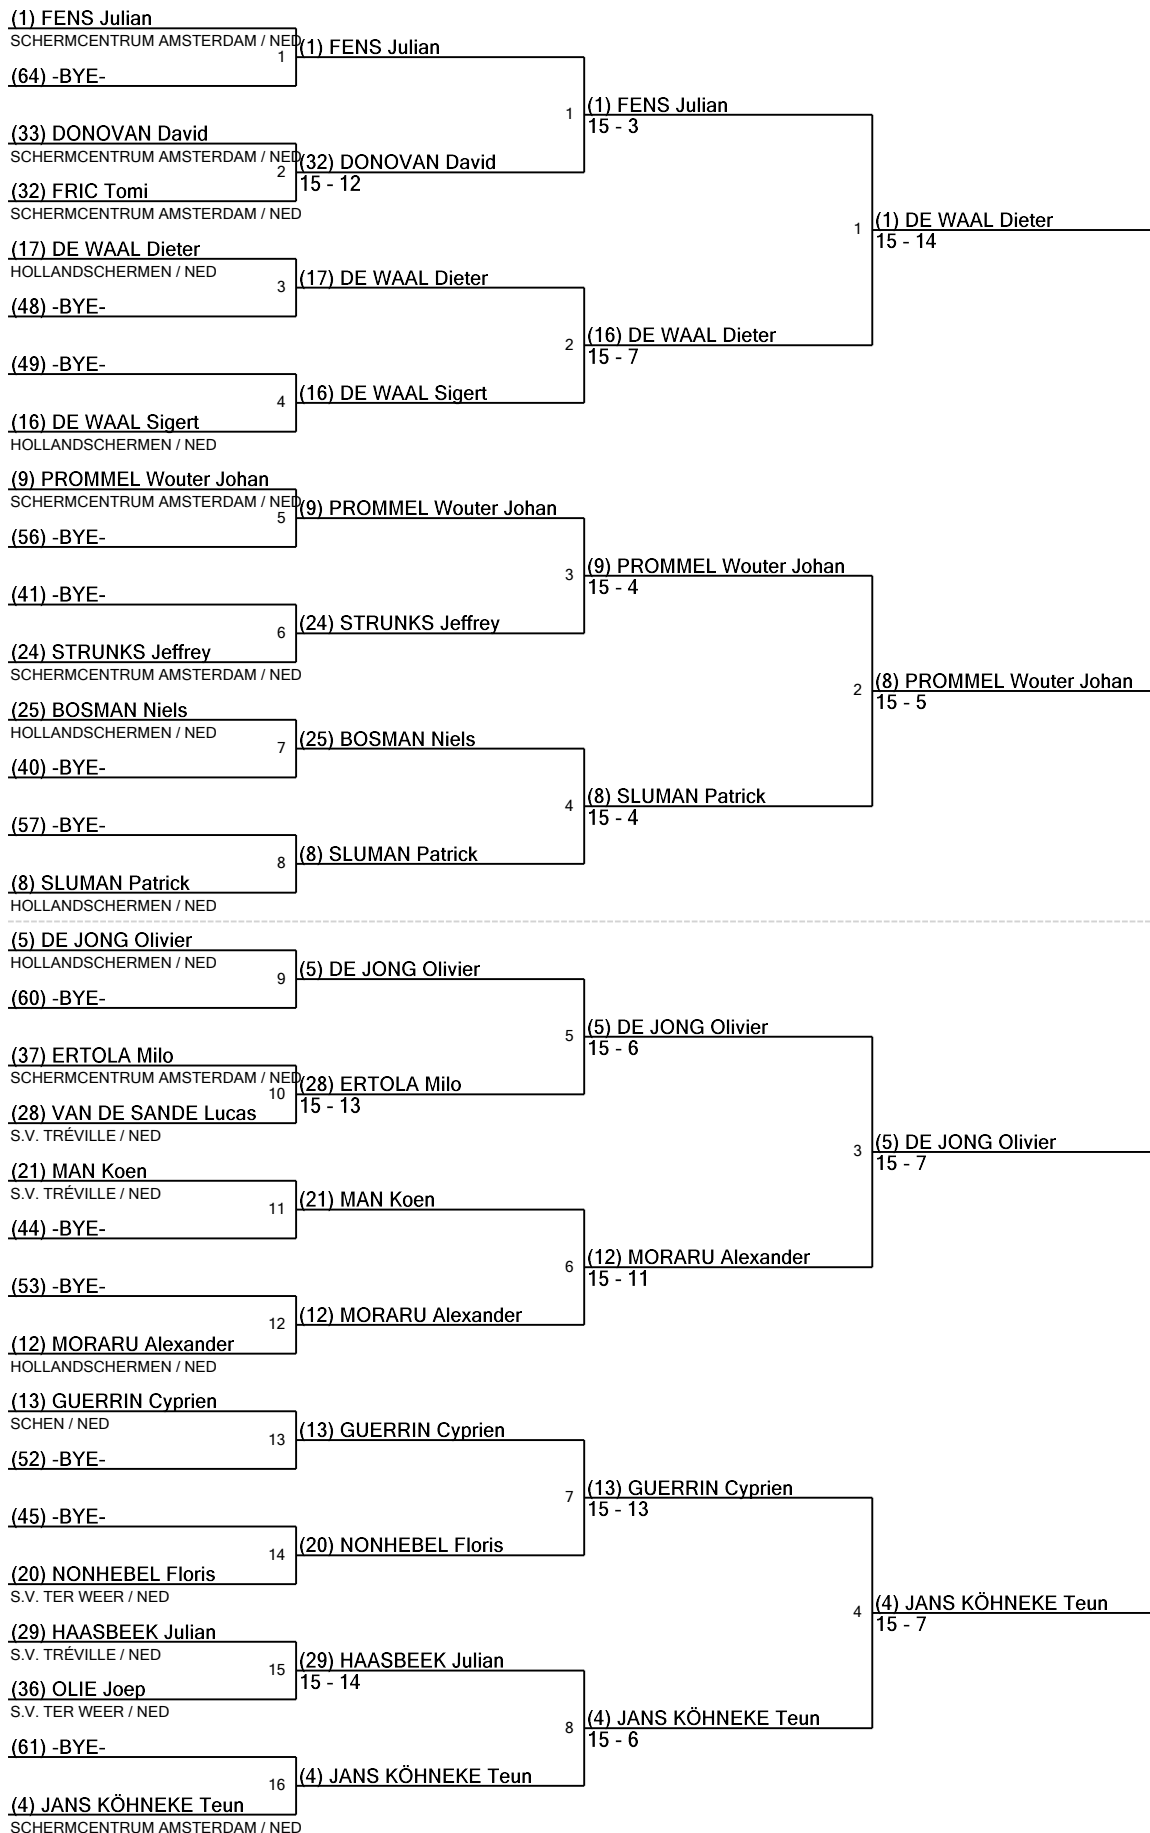 (1) FENS Julian
SCHERMCENTRUM AMSTERDAM / NED
1
(1) FENS Julian
(64) -BYE-
1
(1) FENS Julian
15 - 3
(33) DONOVAN David
SCHERMCENTRUM AMSTERDAM / NED
2
(32) DONOVAN David
15 - 12
(32) FRIC Tomi
SCHERMCENTRUM AMSTERDAM / NED
1
(1) DE WAAL Dieter
15 - 14
(17) DE WAAL Dieter
HOLLANDSCHERMEN / NED
3
(17) DE WAAL Dieter
(48) -BYE-
2
(16) DE WAAL Dieter
15 - 7
(49) -BYE-
4
(16) DE WAAL Sigert
(16) DE WAAL Sigert
HOLLANDSCHERMEN / NED
(9) PROMMEL Wouter Johan
SCHERMCENTRUM AMSTERDAM / NED
5
(9) PROMMEL Wouter Johan
(56) -BYE-
3
(9) PROMMEL Wouter Johan
15 - 4
(41) -BYE-
6
(24) STRUNKS Jeffrey
(24) STRUNKS Jeffrey
SCHERMCENTRUM AMSTERDAM / NED
2
(8) PROMMEL Wouter Johan
15 - 5
(25) BOSMAN Niels
HOLLANDSCHERMEN / NED
7
(25) BOSMAN Niels
(40) -BYE-
4
(8) SLUMAN Patrick
15 - 4
(57) -BYE-
8
(8) SLUMAN Patrick
(8) SLUMAN Patrick
HOLLANDSCHERMEN / NED
(5) DE JONG Olivier
HOLLANDSCHERMEN / NED
9
(5) DE JONG Olivier
(60) -BYE-
5
(5) DE JONG Olivier
15 - 6
(37) ERTOLA Milo
SCHERMCENTRUM AMSTERDAM / NED
10
(28) ERTOLA Milo
15 - 13
(28) VAN DE SANDE Lucas
S.V. TRÉVILLE / NED
3
(5) DE JONG Olivier
15 - 7
(21) MAN Koen
S.V. TRÉVILLE / NED
11
(21) MAN Koen
(44) -BYE-
6
(12) MORARU Alexander
15 - 11
(53) -BYE-
12
(12) MORARU Alexander
(12) MORARU Alexander
HOLLANDSCHERMEN / NED
(13) GUERRIN Cyprien
SCHEN / NED
13
(13) GUERRIN Cyprien
(52) -BYE-
7
(13) GUERRIN Cyprien
15 - 13
(45) -BYE-
14
(20) NONHEBEL Floris
(20) NONHEBEL Floris
S.V. TER WEER / NED
4
(4) JANS KÖHNEKE Teun
15 - 7
(29) HAASBEEK Julian
S.V. TRÉVILLE / NED
15
(29) HAASBEEK Julian
15 - 14
(36) OLIE Joep
S.V. TER WEER / NED
8
(4) JANS KÖHNEKE Teun
15 - 6
(61) -BYE-
16
(4) JANS KÖHNEKE Teun
(4) JANS KÖHNEKE Teun
SCHERMCENTRUM AMSTERDAM / NED